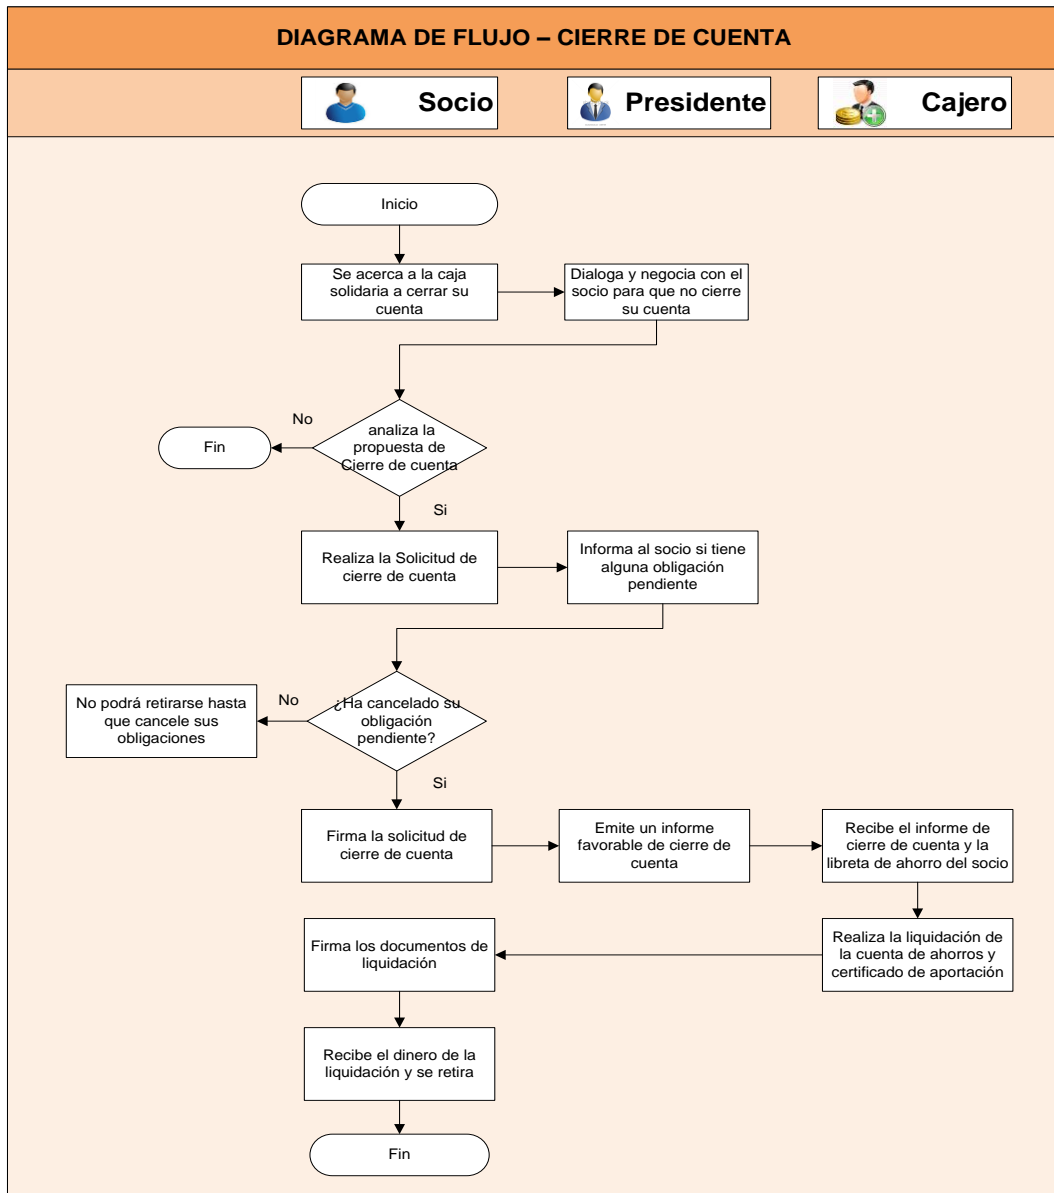 DIAGRAMA DE FLUJO – CIERRE DE CUENTA
Socio
Presidente
Cajero
Inicio
Se acerca a la caja
solidaria a cerrar su
cuenta
Dialoga y negocia con el
socio para que no cierre
su cuenta
analiza la
propuesta de
Cierre de cuenta
No
Fin
Si
Realiza la Solicitud de
cierre de cuenta
Informa al socio si tiene
alguna obligación
pendiente
¿Ha cancelado su
obligación
pendiente?
No
No podrá retirarse hasta
que cancele sus
obligaciones
Si
Firma la solicitud de
cierre de cuenta
Emite un informe
favorable de cierre de
cuenta
Recibe el informe de
cierre de cuenta y la
libreta de ahorro del socio
Realiza la liquidación de
la cuenta de ahorros y
certificado de aportación
Firma los documentos de
liquidación
Recibe el dinero de la
liquidación y se retira
Fin